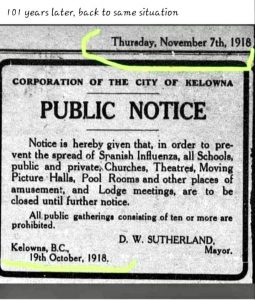 101 years later, back to same situation
Thursday, November 7th, 1918
CORPORATION OF THE CITY OF KELOWNA
PUBLIC NOTICE
Notice is hereby given that, in order to pre-
vent the spread of Spanish Influenza, all Schools,
public and private, Churches, Theatres, Moving
Picture Halls, Pool Rooms and other places of
amusement, and Lodge meetings, are to be
closed until further notice.
All public gatherings consisting of ten or more are
prohibited.
D. W. SUTHERLAND,
Kelowna, B.C., Mayor.
19th October, 1918.